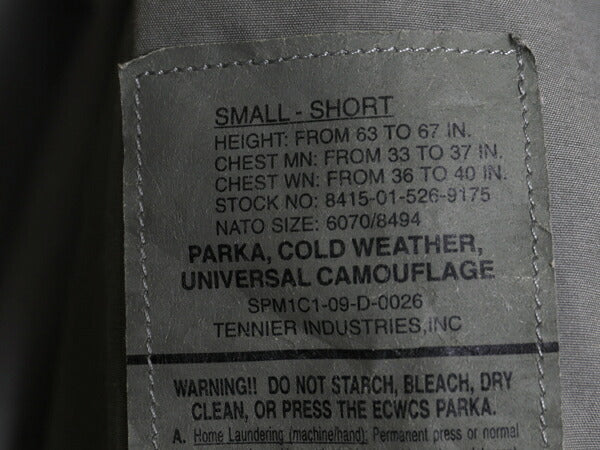 SMALL - SHORT
HEIGHT: FROM 63 TO 67 IN.
CHEST MN: FROM 33 TO 37 IN.
CHEST WN: FROM 36 TO 40 IN.
STOCK NO: 8415-01-526-9175
NATO SIZE: 6070/8494
PARKA, COLD WEATHER,
UNIVERSAL CAMOUFLAGE
SPM1C1-09-D-0026
TENNIER INDUSTRIES,INC
WARNING!! DO NOT STARCH, BLEACH, DRY
CLEAN, OR PRESS THE ECWCS PARKA.
A. Home Laundering (machine/hand): Permanent press or normal